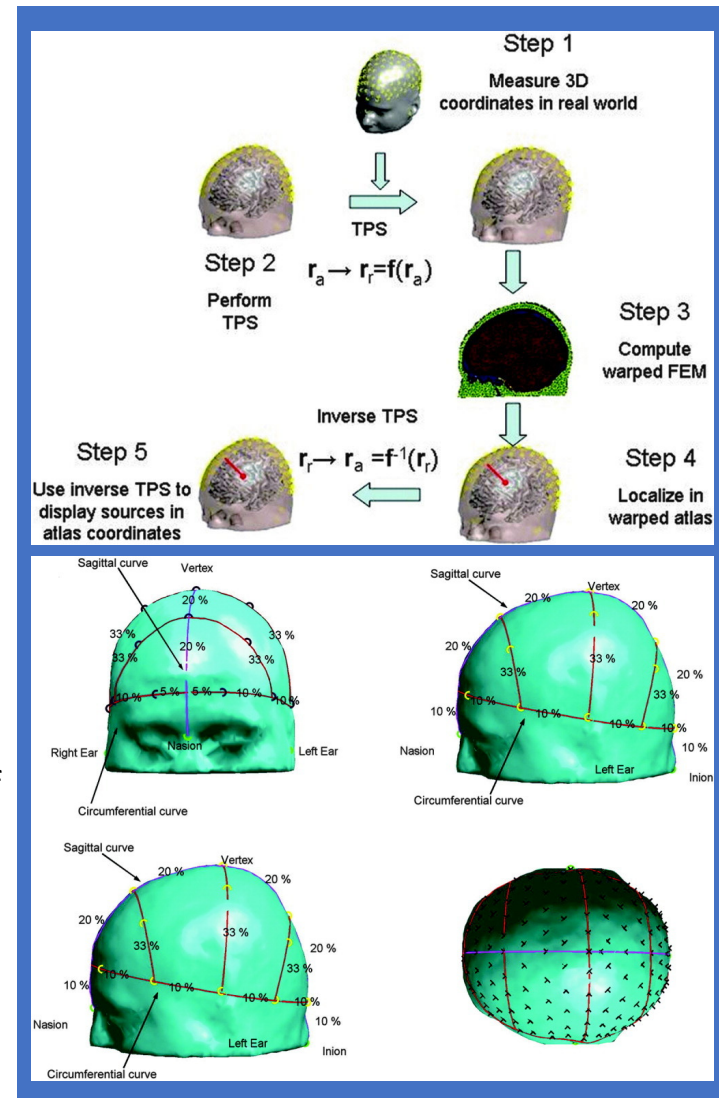 Step 1
Measure 3D
coordinates in real
world
TPS
Step 2
Perform
TPS
r_a → r_r=f(r_a)
Step 3
Compute
warped FEM
Inverse TPS
r_r→ r_a =f^-1(r_r)
Step 4
Localize in
warped atlas
Step 5
Use inverse TPS to
display sources in
atlas coordinates
Sagittal curve
Vertex
20 %
33 %
33 %
33 %
33 %
20 %
10 %
5 %
5 %
10 %
10 %
Nasion
Right Ear
Left Ear
Circumferential curve
Sagittal curve
Vertex
20 %
20 %
20 %
33 %
33 %
33 %
20 %
10 %
10 %
10 %
10 %
10 %
10 %
10 %
Nasion
Left Ear
Inion
Circumferential curve
Sagittal curve
Vertex
20 %
20 %
20 %
33 %
33 %
33 %
20 %
10 %
10 %
10 %
10 %
10 %
10 %
Nasion
Left Ear
Inion
Circumferential curve